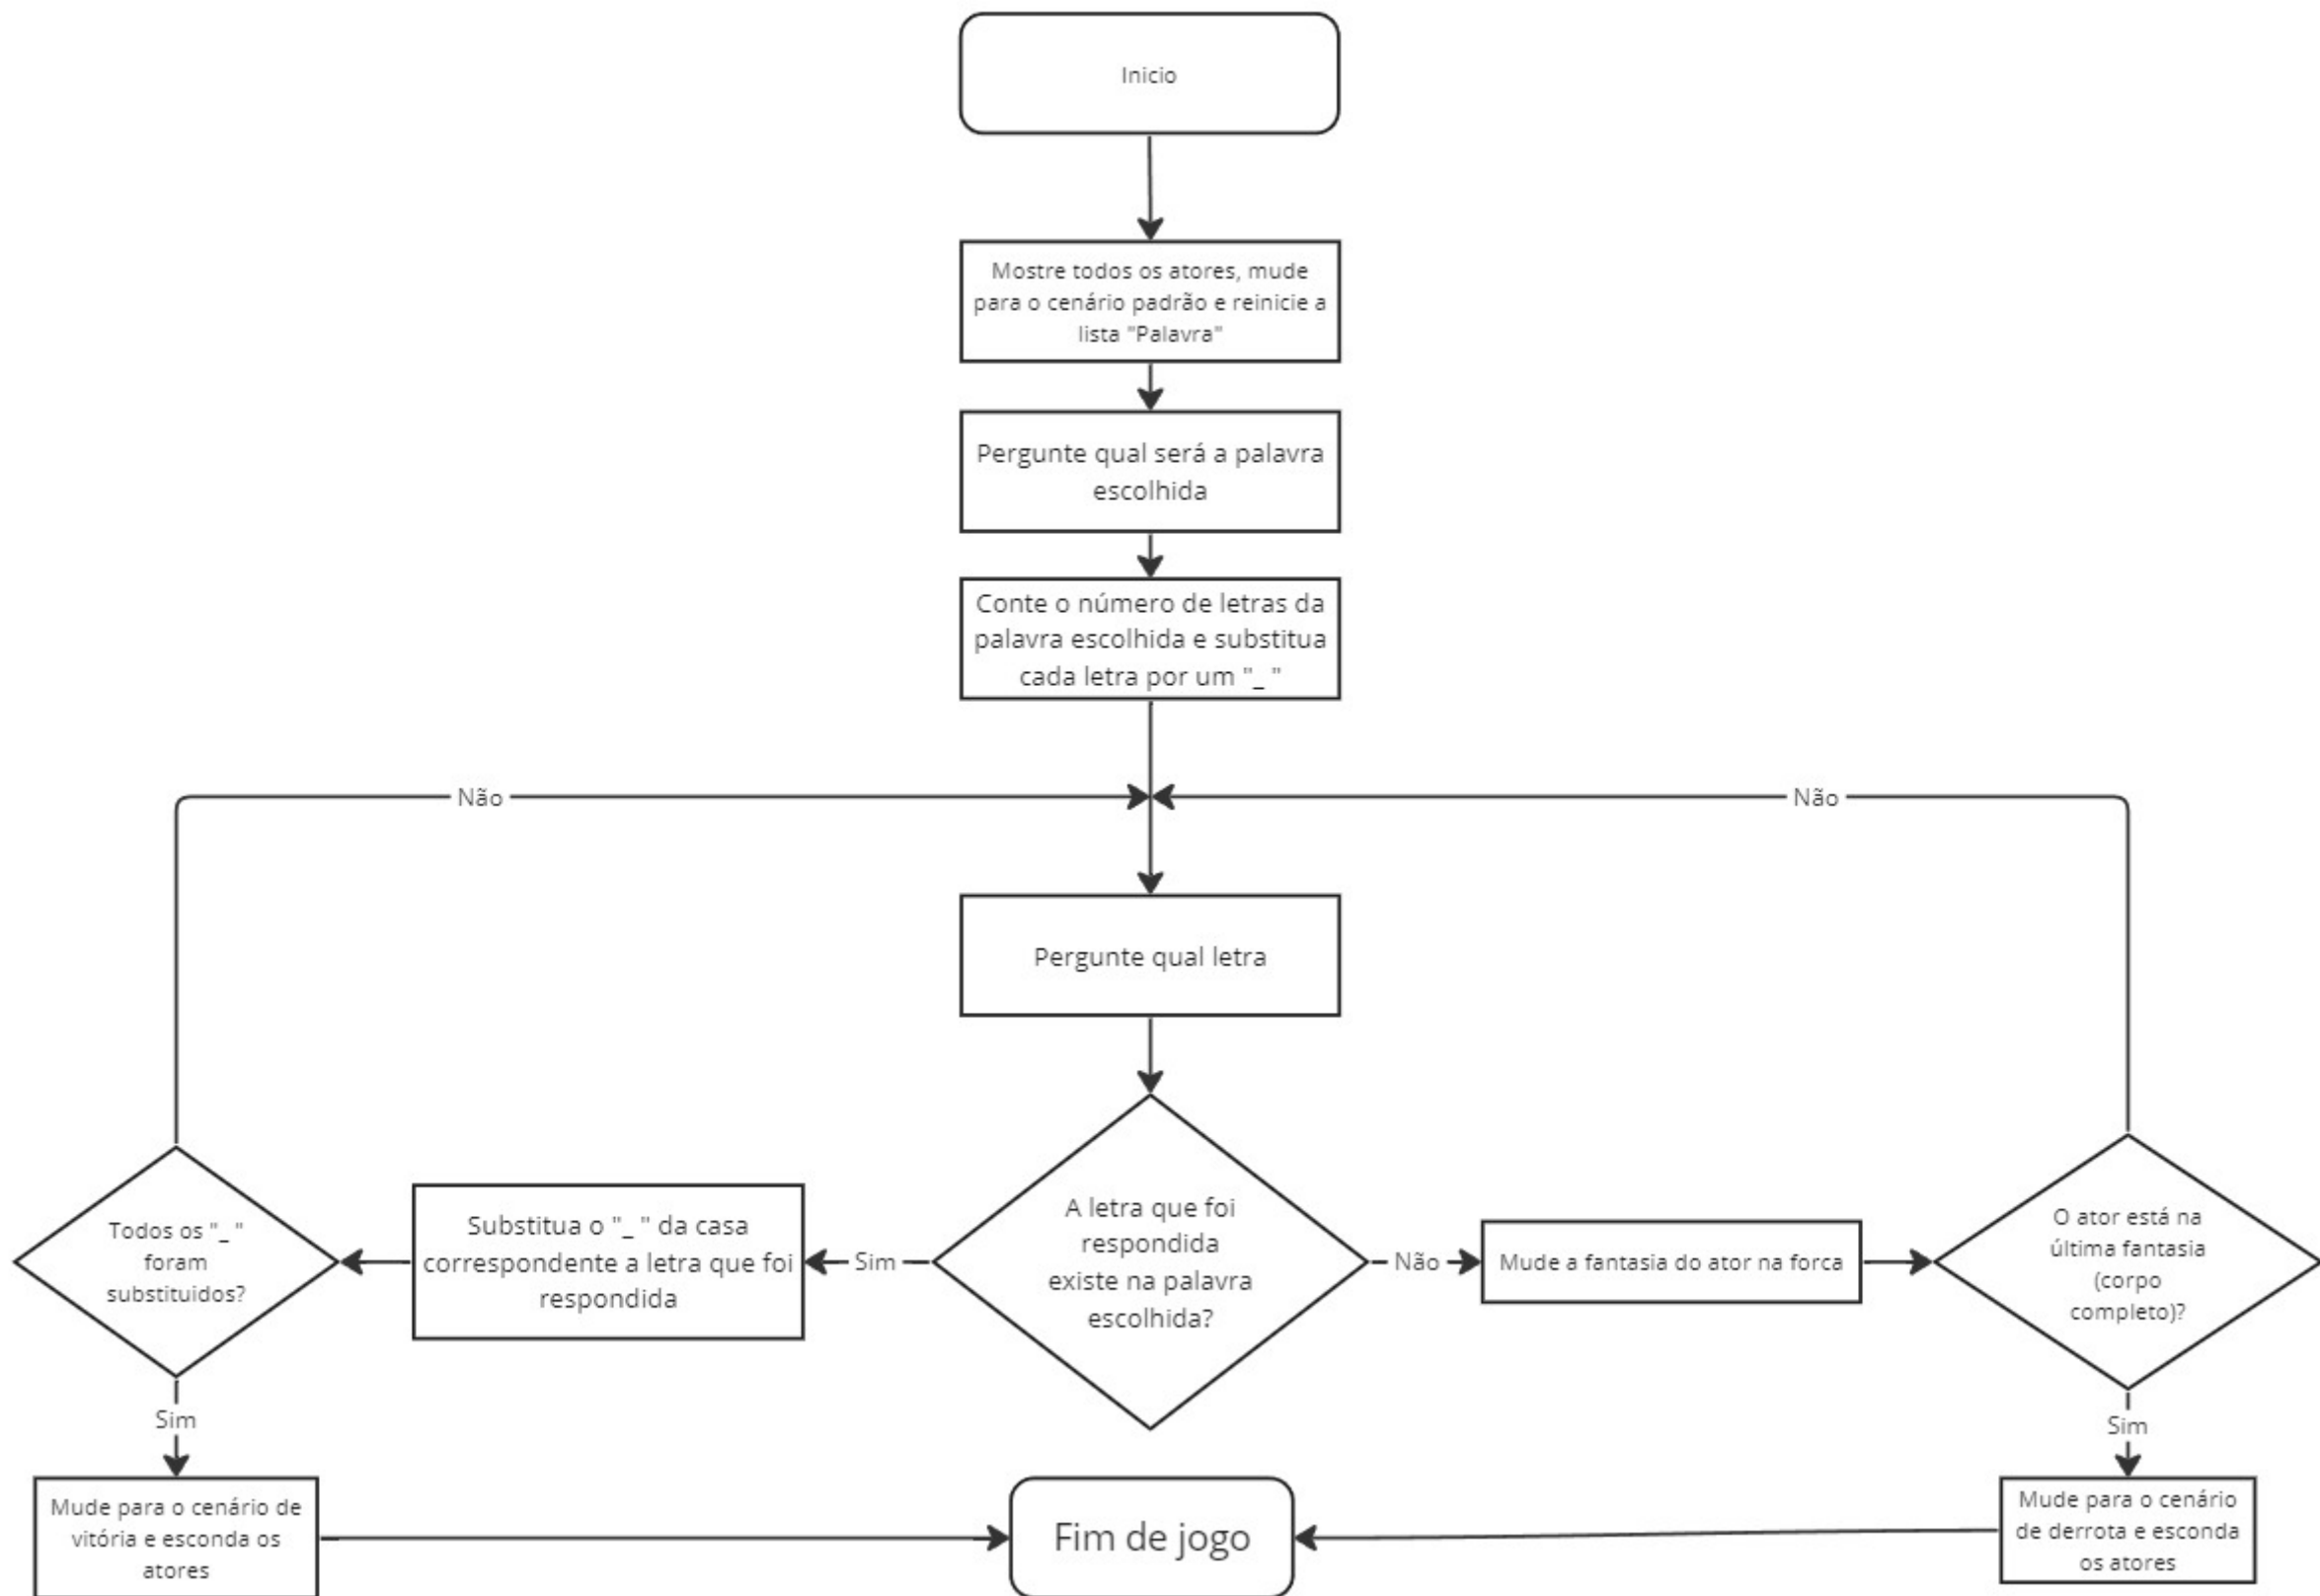 Inicio
Mostre todos os atores, mude
para o cenário padrão e reinicie a
lista "Palavra"
Pergunte qual será a palavra
escolhida
Conte o número de letras da
palavra escolhida e substitua
cada letra por um "_ "
Não
Não
Pergunte qual letra
A letra que foi
respondida
existe na palavra
escolhida?
Sim
Substitua o "_" da casa
correspondente a letra que foi
respondida
Todos os "_"
foram
substituidos?
Sim
Mude para o cenário de
vitória e esconda os
atores
Não
Mude a fantasia do ator na forca
O ator está na
última fantasia
(corpo
completo)?
Sim
Mude para o cenário
de derrota e esconda
os atores
Fim de jogo